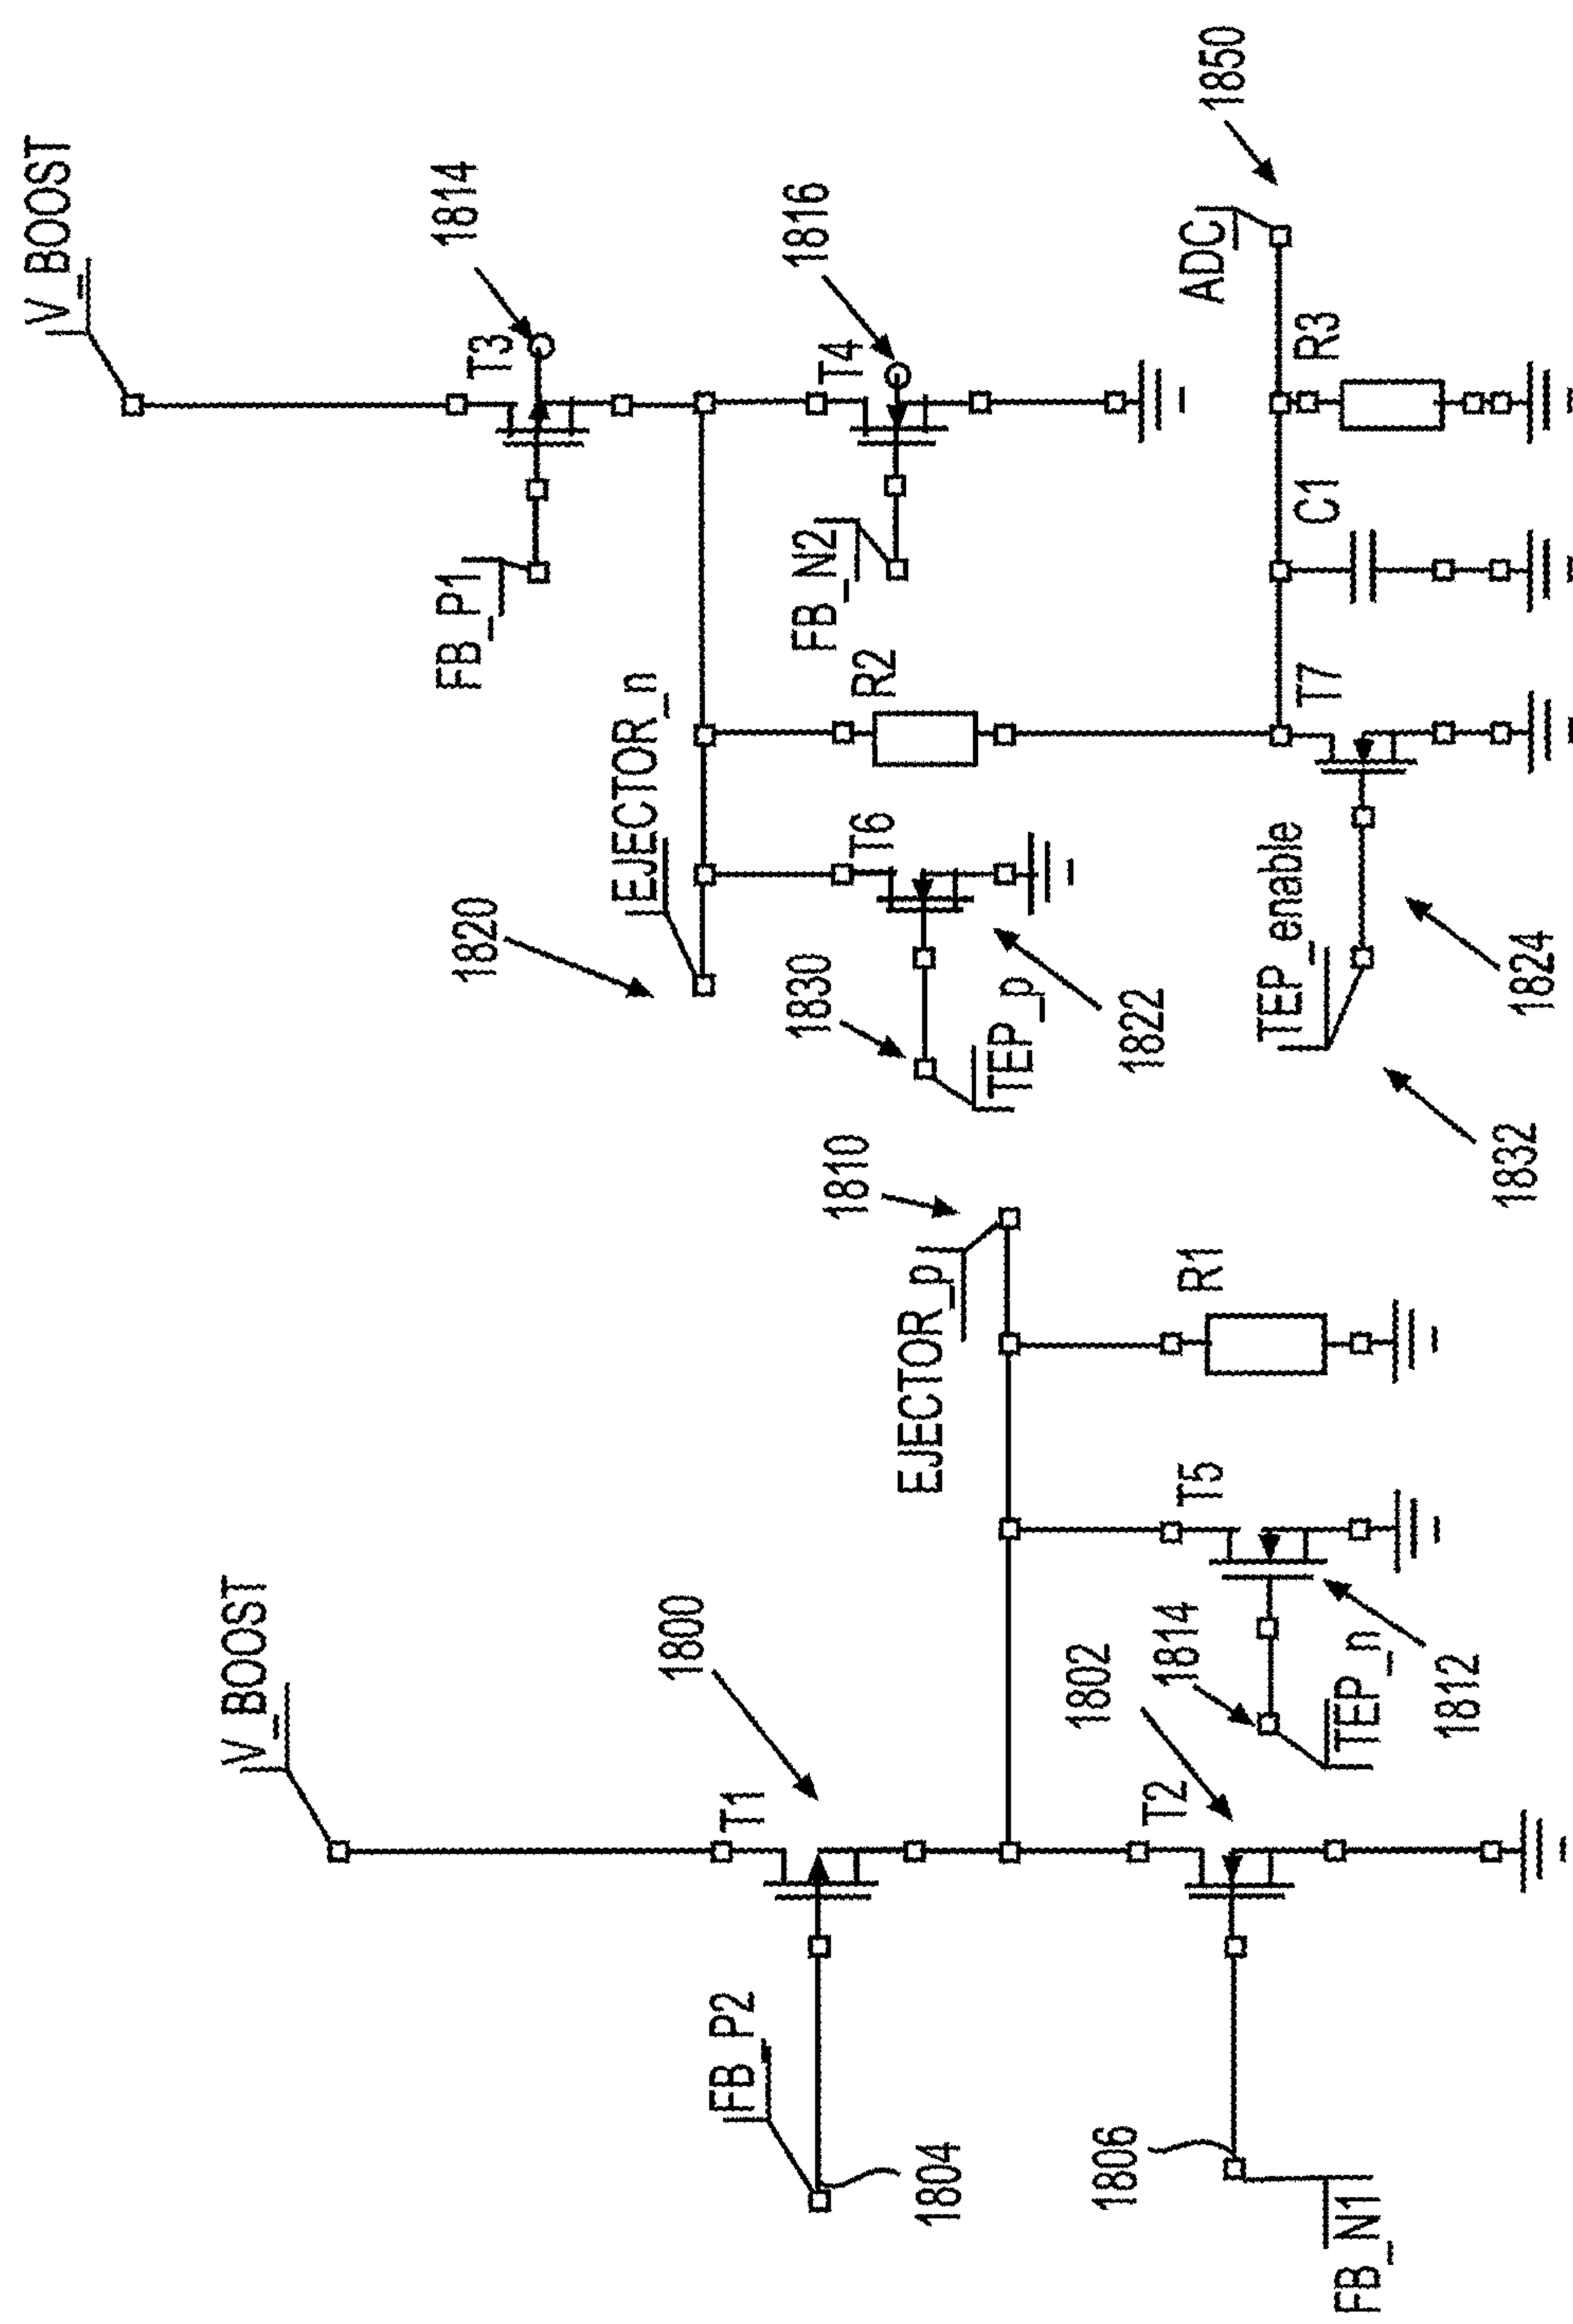 V_BOOST
1800
T1
FB_P2
1804
EJECTOR_p
1810
1802
T2
1806
FB_N1
1814
TEP_n
T5
1812
R1
V_BOOST
1814
T3
FB_P1
1820
EJECTOR_n
1816
T4
FB_N2
R2
T6
1830
TEP_p
1822
ADC
1850
R3
C1
T7
TEP_enable
1824
1832